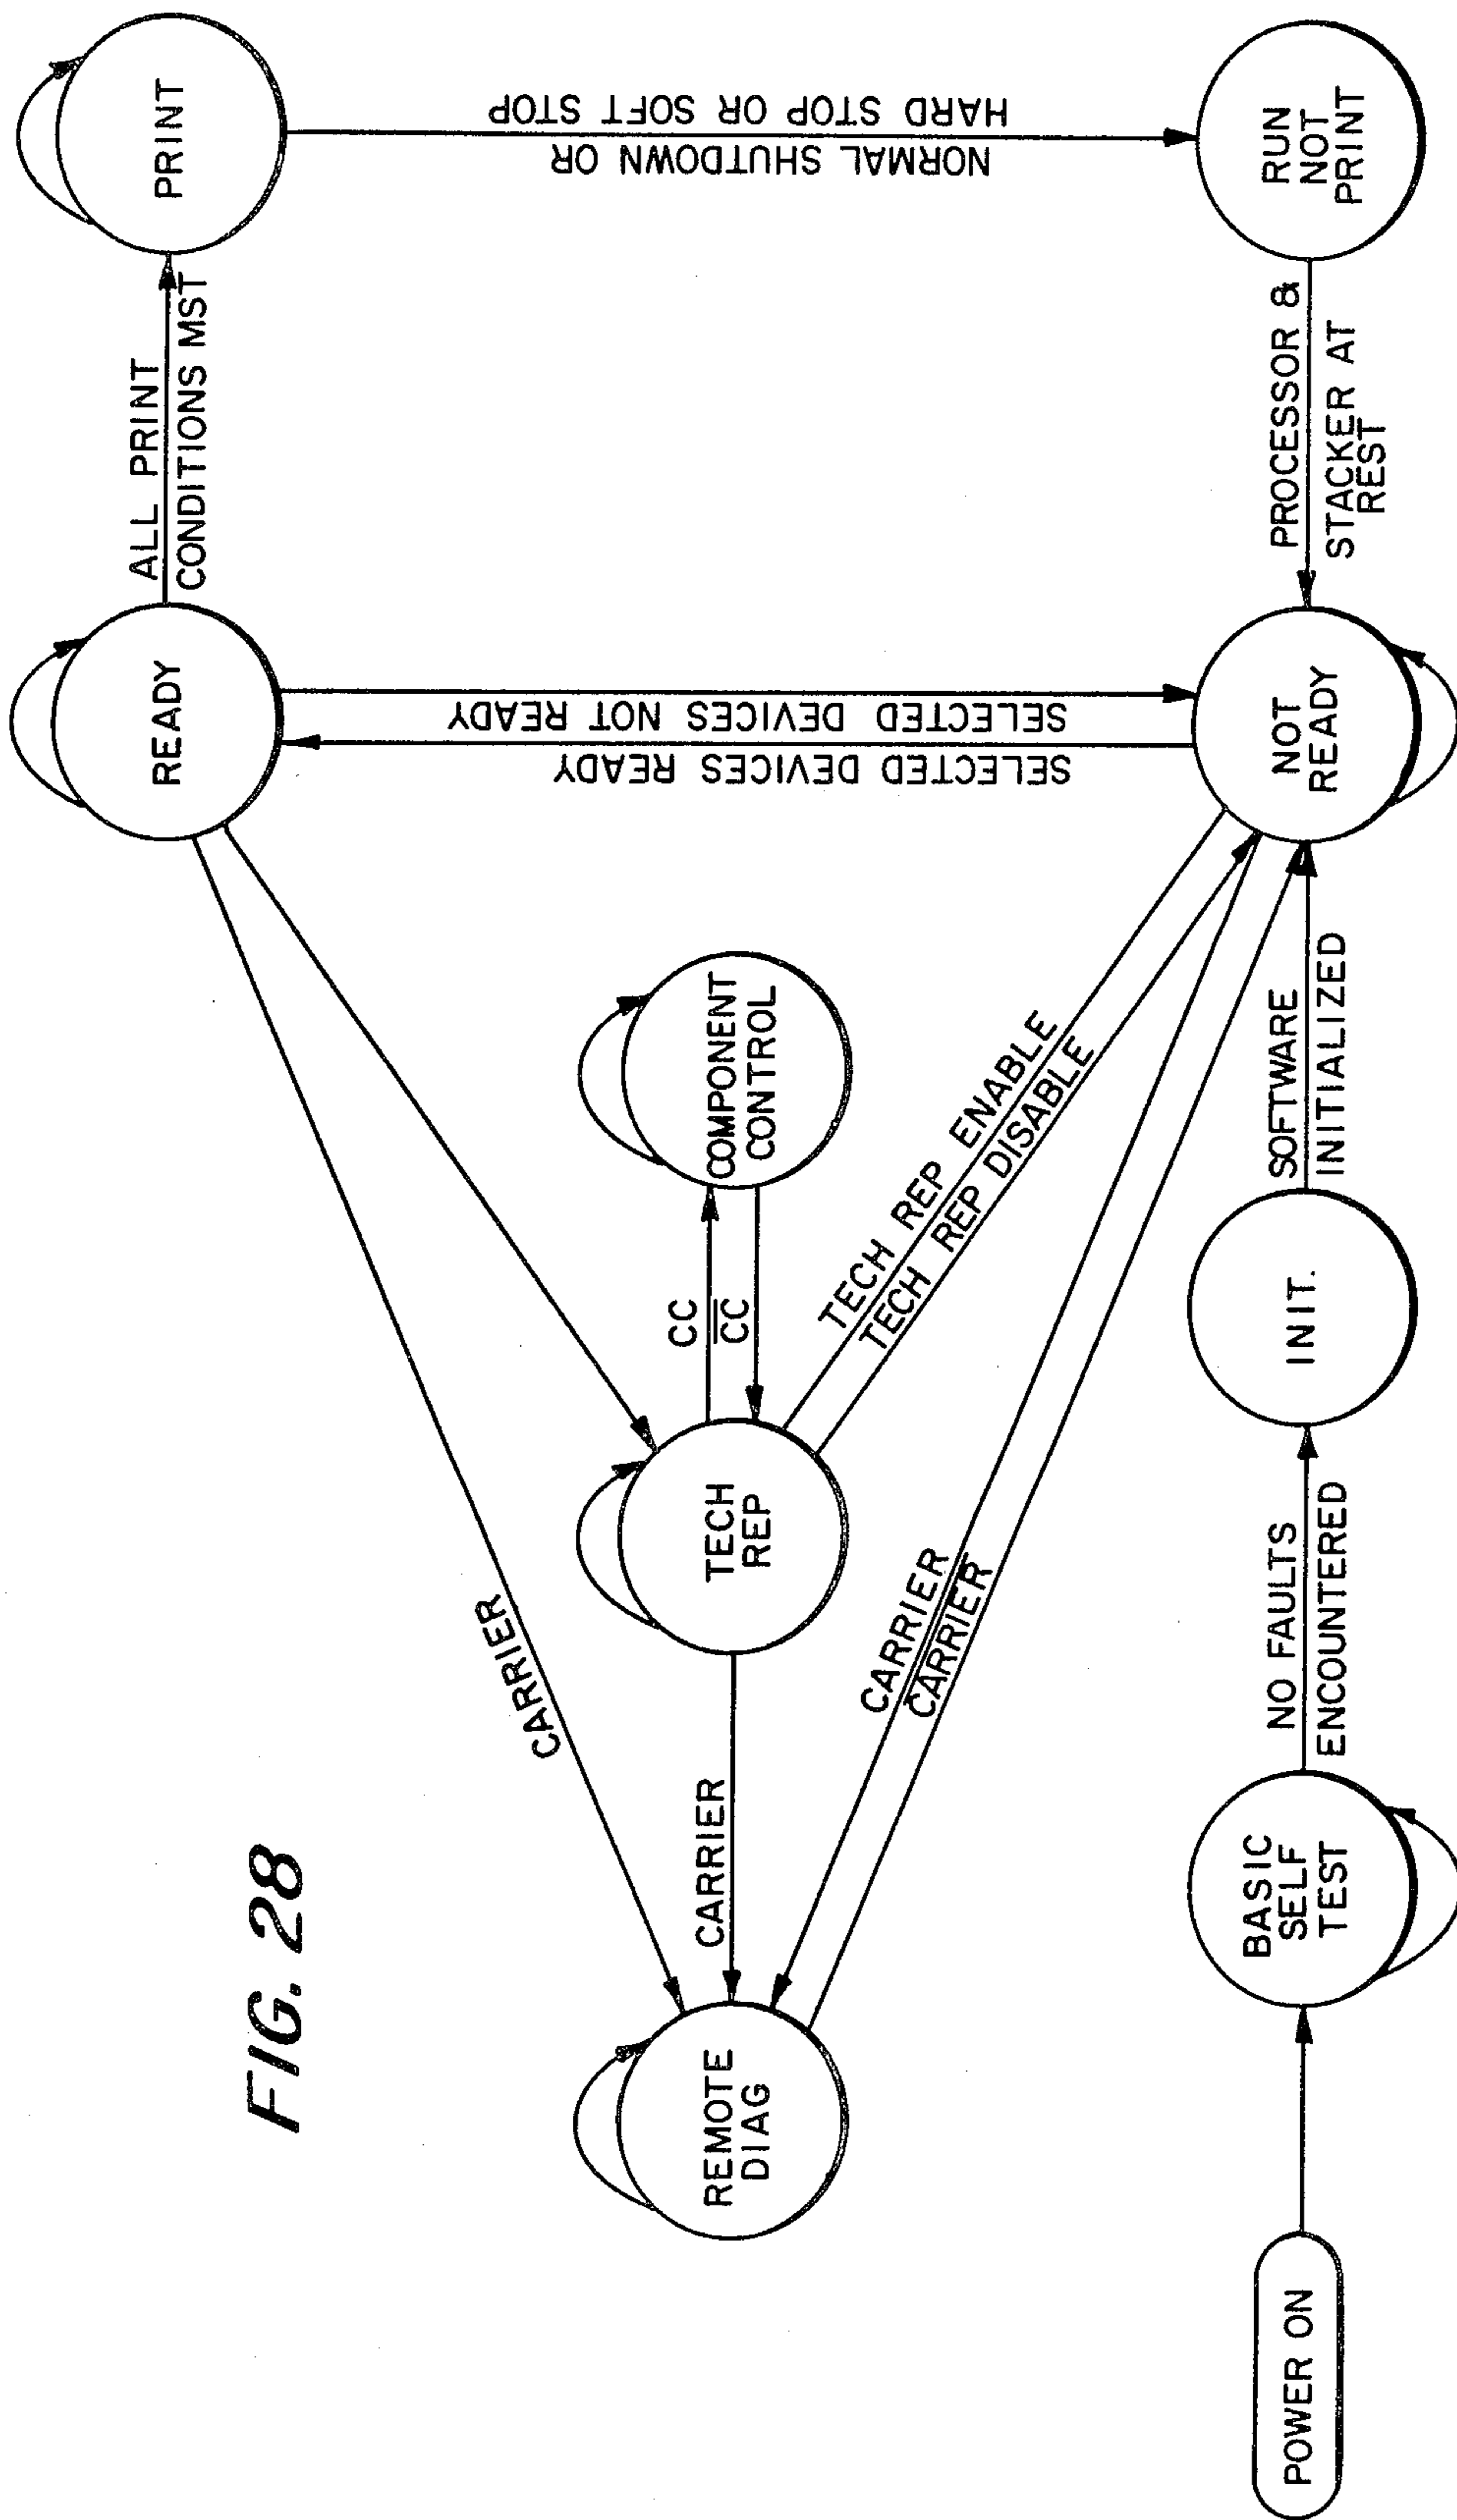 FIG. 28
READY
ALL PRINT
CONDITIONS MST
PRINT
CARRIER
SELECTED DEVICES READY
SELECTED DEVICES NOT READY
NORMAL SHUTDOWN OR
HARD STOP OR SOFT STOP
REMOTE
DIAG
CARRIER
TECH
REP
CC
C̅C̅
COMPONENT
CONTROL
TECH REP ENABLE
TECH REP DISABLE
CARRIER
C̅A̅R̅R̅I̅E̅R̅
POWER ON
BASIC
SELF
TEST
NO FAULTS
ENCOUNTERED
INIT.
SOFTWARE
INITIALIZED
NOT
READY
PROCESSOR &
STACKER AT
REST
RUN
NOT
PRINT